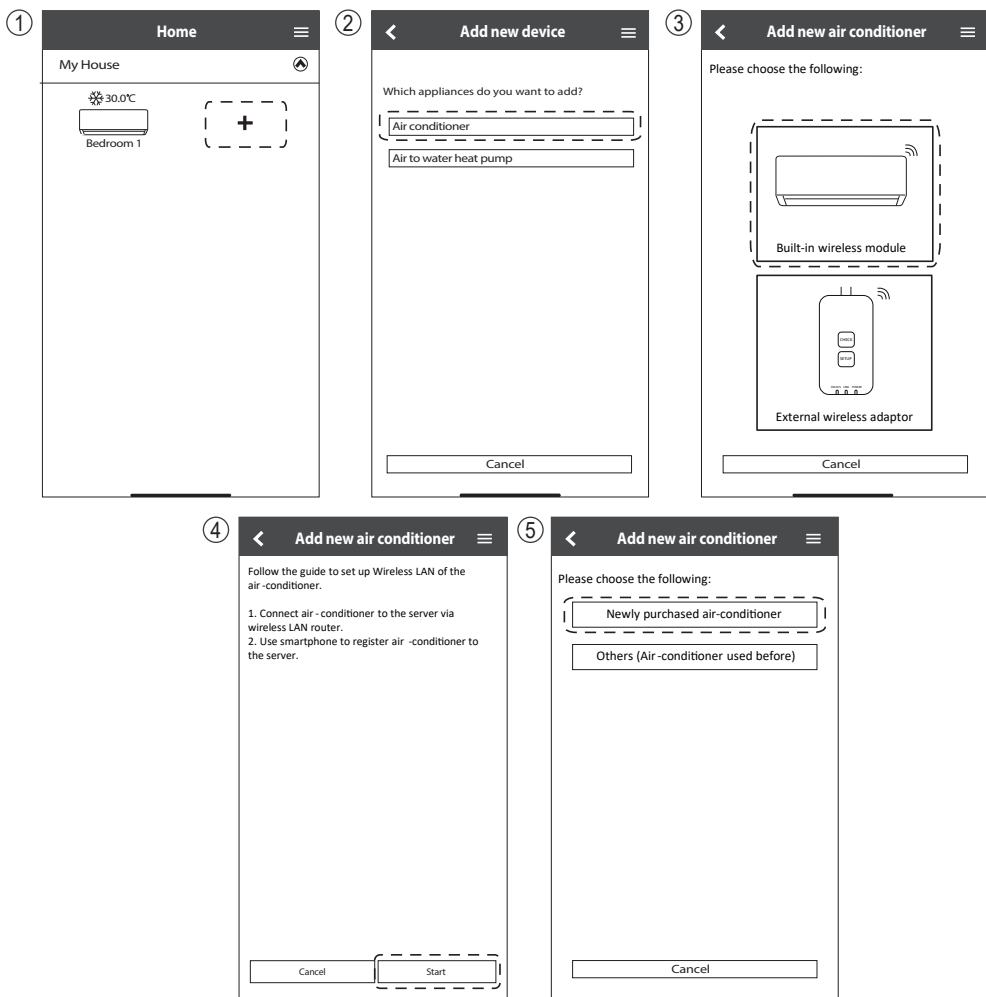 1
Home
My House
30.0℃
Bedroom 1
+
2
Add new device
Which appliances do you want to add?
Air conditioner
Air to water heat pump
Cancel
3
Add new air conditioner
Please choose the following:
Built-in wireless module
CHECK
SETUP
External wireless adaptor
Cancel
4
Add new air conditioner
Follow the guide to set up Wireless LAN of the
air -conditioner.
1. Connect air - conditioner to the server via
wireless LAN router.
2. Use smartphone to register air -conditioner to
the server.
Cancel
Start
5
Add new air conditioner
Please choose the following:
Newly purchased air-conditioner
Others (Air-conditioner used before)
Cancel